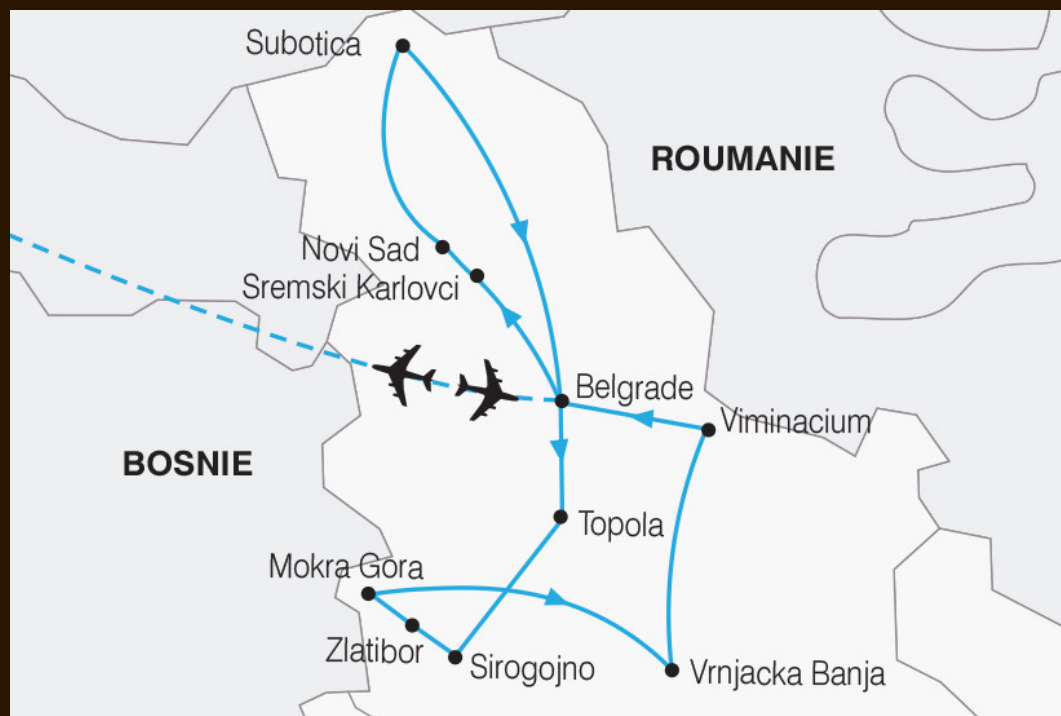 Subotica
ROUMANIE
Novi Sad
Sremski Karlovci
Belgrade
Viminacium
BOSNIE
Topola
Mokra Gora
Zlatibor
Sirogojno
Vrnjacka Banja